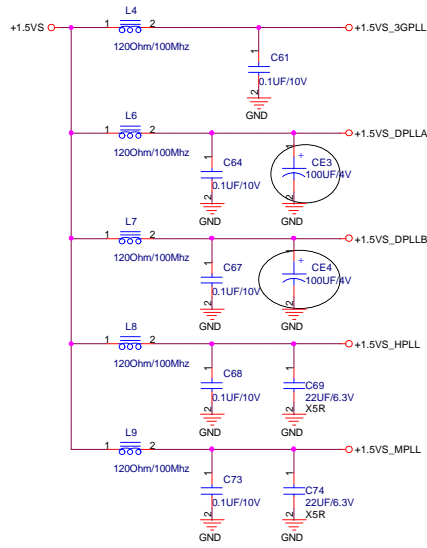 L4
+1.5VS 1 2 +1.5VS_3GPLL
120Ohm/100Mhz
1 C61
0.1UF/10V
2
GND
L6
1 2 +1.5VS_DPLLA
120Ohm/100Mhz
1 C64 1 + CE3
0.1UF/10V 100UF/4V
2 2
GND GND
L7
1 2 +1.5VS_DPLLB
120Ohm/100Mhz
1 C67 1 + CE4
0.1UF/10V 100UF/4V
2 2
GND GND
L8
1 2 +1.5VS_HPLL
120Ohm/100Mhz
1 C68 1 C69
0.1UF/10V 22UF/6.3V
2 2 X5R
GND GND
L9
1 2 +1.5VS_MPLL
120Ohm/100Mhz
1 C73 1 C74
0.1UF/10V 22UF/6.3V
2 2 X5R
GND GND